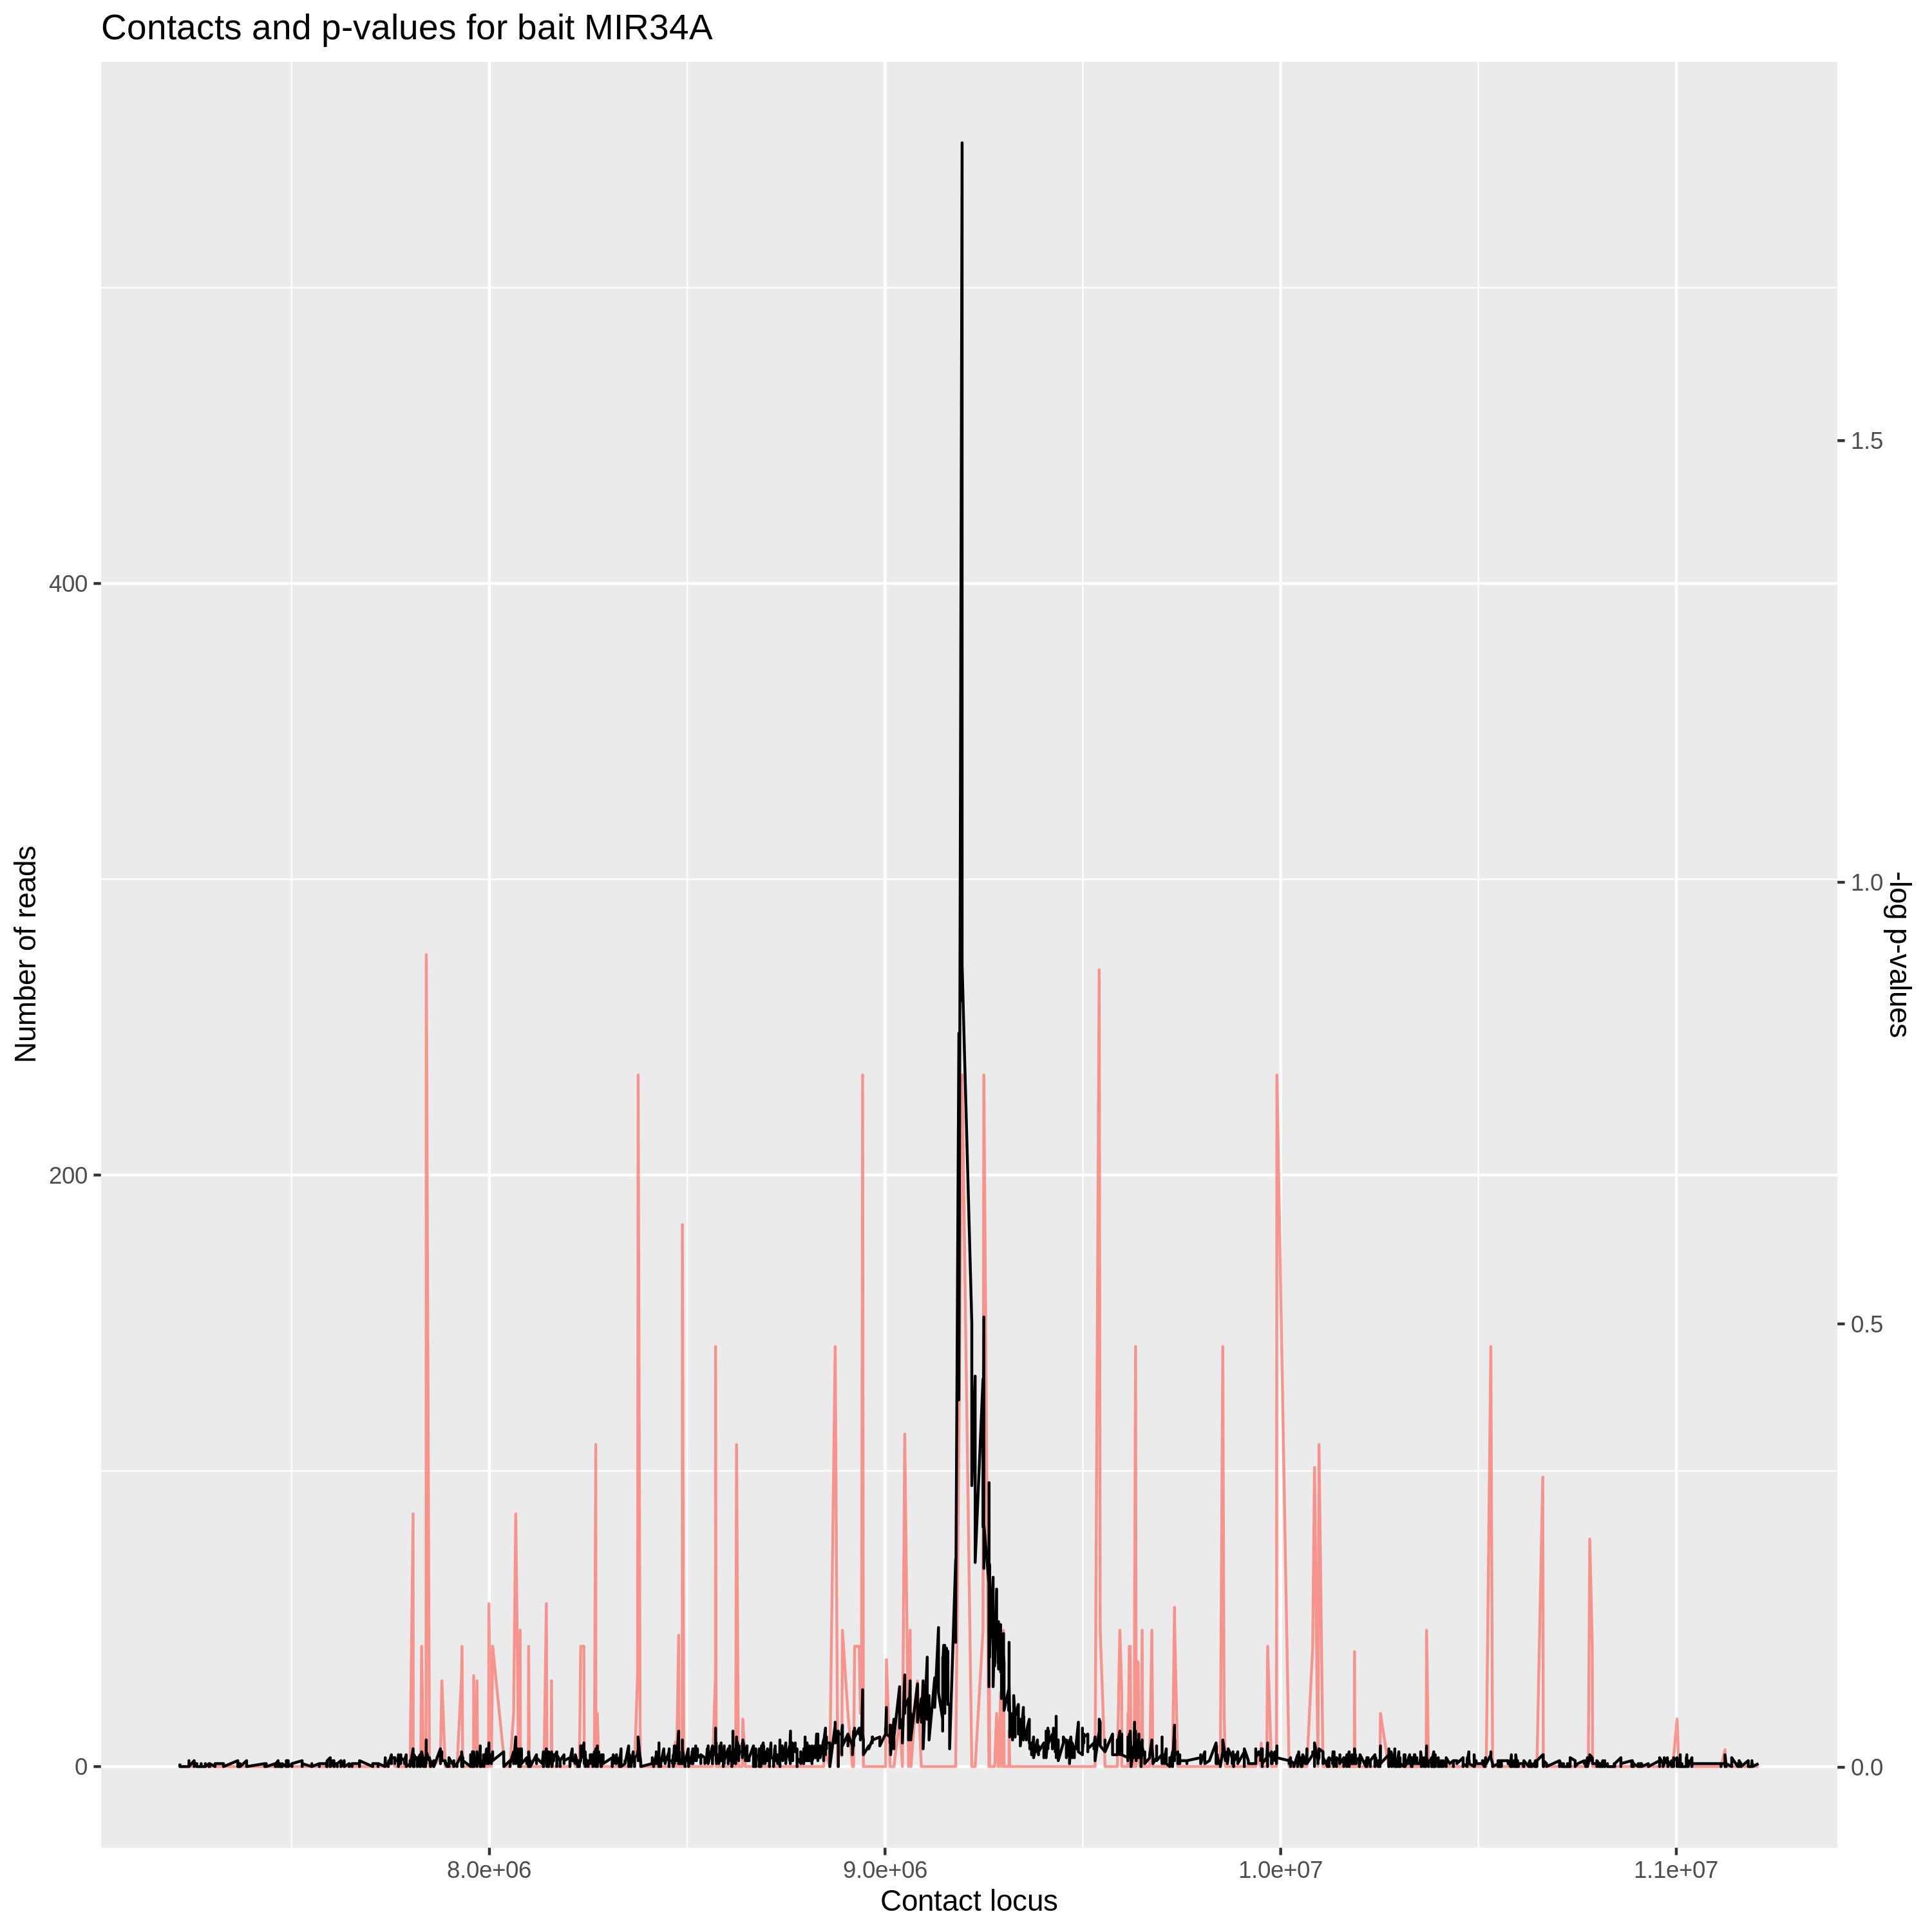 Contacts and p-values for bait MIR34A
Number of reads
400
200
0
1.5
1.0
0.5
0.0
-log p-values
8.0e+06 9.0e+06 1.0e+07 1.1e+07
Contact locus